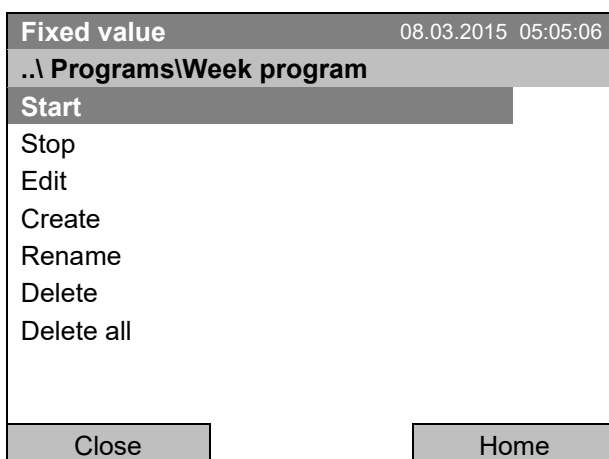 Fixed value 08.03.2015 05:05:06
..\ Programs\Week program
Start
Stop
Edit
Create
Rename
Delete
Delete all
Close Home